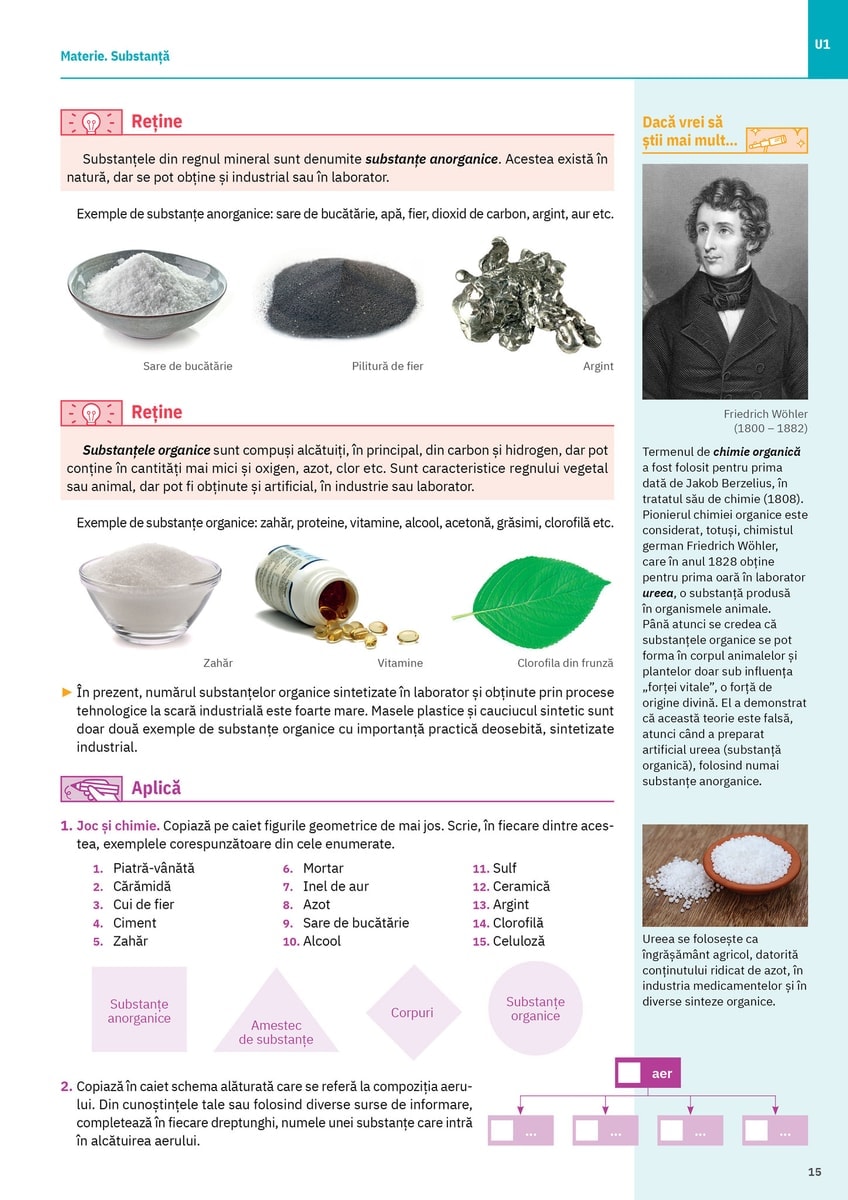 U1
Materie. Substanță
Reține
Substanțele din regnul mineral sunt denumite substanțe anorganice. Acestea există în
natură, dar se pot obține și industrial sau în laborator.
Exemple de substanțe anorganice: sare de bucătărie, apă, fier, dioxid de carbon, argint, aur etc.
Sare de bucătărie
Pilitură de fier
Argint
Reține
Substanțele organice sunt compuși alcătuiți, în principal, din carbon și hidrogen, dar pot
conține în cantități mai mici și oxigen, azot, clor etc. Sunt caracteristice regnului vegetal
sau animal, dar pot fi obținute și artificial, în industrie sau laborator.
Exemple de substanțe organice: zahăr, proteine, vitamine, alcool, acetonă, grăsimi, clorofilă etc.
Zahăr
Vitamine
Clorofila din frunză
► În prezent, numărul substanțelor organice sintetizate în laborator și obținute prin procese
tehnologice la scară industrială este foarte mare. Masele plastice și cauciucul sintetic sunt
doar două exemple de substanțe organice cu importanță practică deosebită, sintetizate
industrial.
Aplică
1. Joc și chimie. Copiază pe caiet figurile geometrice de mai jos. Scrie, în fiecare dintre aces-
tea, exemplele corespunzătoare din cele enumerate.
1. Piatră-vânătă
2. Cărămidă
3. Cui de fier
4. Ciment
5. Zahăr
6. Mortar
7. Inel de aur
8. Azot
9. Sare de bucătărie
10. Alcool
11. Sulf
12. Ceramică
13. Argint
14. Clorofilă
15. Celuloză
Substanțe
anorganice
Amestec
de substanțe
Corpuri
Substanțe
organice
2. Copiază în caiet schema alăturată care se referă la compoziția aeru-
lui. Din cunoștințele tale sau folosind diverse surse de informare,
completează în fiecare dreptunghi, numele unei substanțe care intră
în alcătuirea aerului.
aer
...
...
...
...
Dacă vrei să
știi mai mult...
Friedrich Wöhler
(1800 – 1882)
Termenul de chimie organică
a fost folosit pentru prima
dată de Jakob Berzelius, în
tratatul său de chimie (1808).
Pionierul chimiei organice este
considerat, totuși, chimistul
german Friedrich Wöhler,
care în anul 1828 obține
pentru prima oară în laborator
ureea, o substanță produsă
în organismele animale.
Până atunci se credea că
substanțele organice se pot
forma în corpul animalelor și
plantelor doar sub influența
„forței vitale”, o forță de
origine divină. El a demonstrat
că această teorie este falsă,
atunci când a preparat
artificial ureea (substanță
organică), folosind numai
substanțe anorganice.
Ureea se folosește ca
îngrășământ agricol, datorită
conținutului ridicat de azot, în
industria medicamentelor și în
diverse sinteze organice.
15